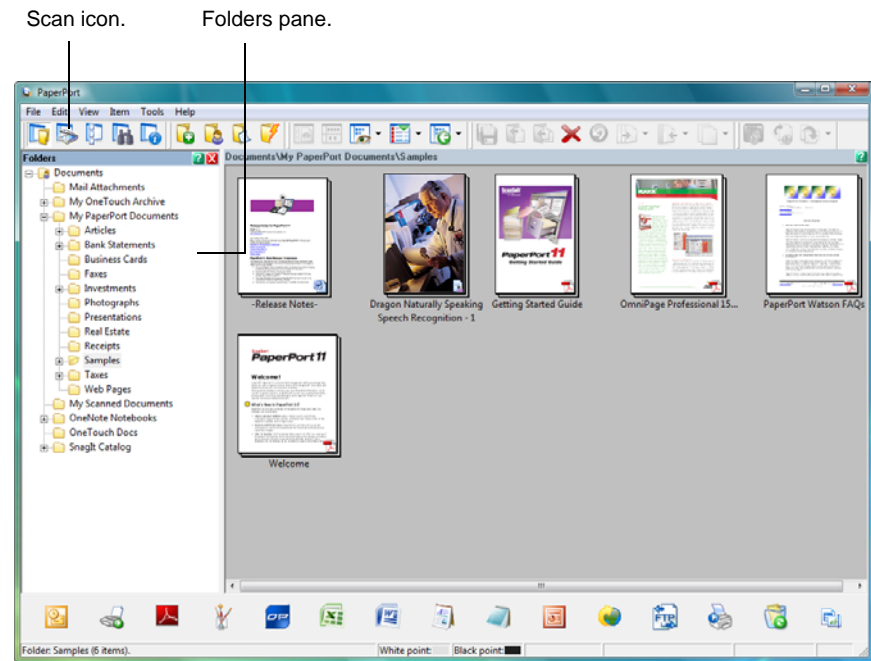 Scan icon. Folders pane.
PaperPort
File Edit View Item Tools Help
Folders
Documents\My PaperPort Documents\Samples
Documents
Mail Attachments
My OneTouch Archive
My PaperPort Documents
Articles
Bank Statements
Business Cards
Faxes
Investments
Photographs
Presentations
Real Estate
Receipts
Samples
Taxes
Web Pages
My Scanned Documents
OneNote Notebooks
OneTouch Docs
SnagIt Catalog
ScanSoft
PaperPort 11
Getting Started Guide
-Release Notes-
Dragon Naturally Speaking
Speech Recognition - 1
Getting Started Guide
OmniPage Professional 15...
PaperPort Watson FAQs
PaperPort 11
Welcome!
Welcome
OP
FTP
Folder: Samples (6 items).
White point:
Black point: